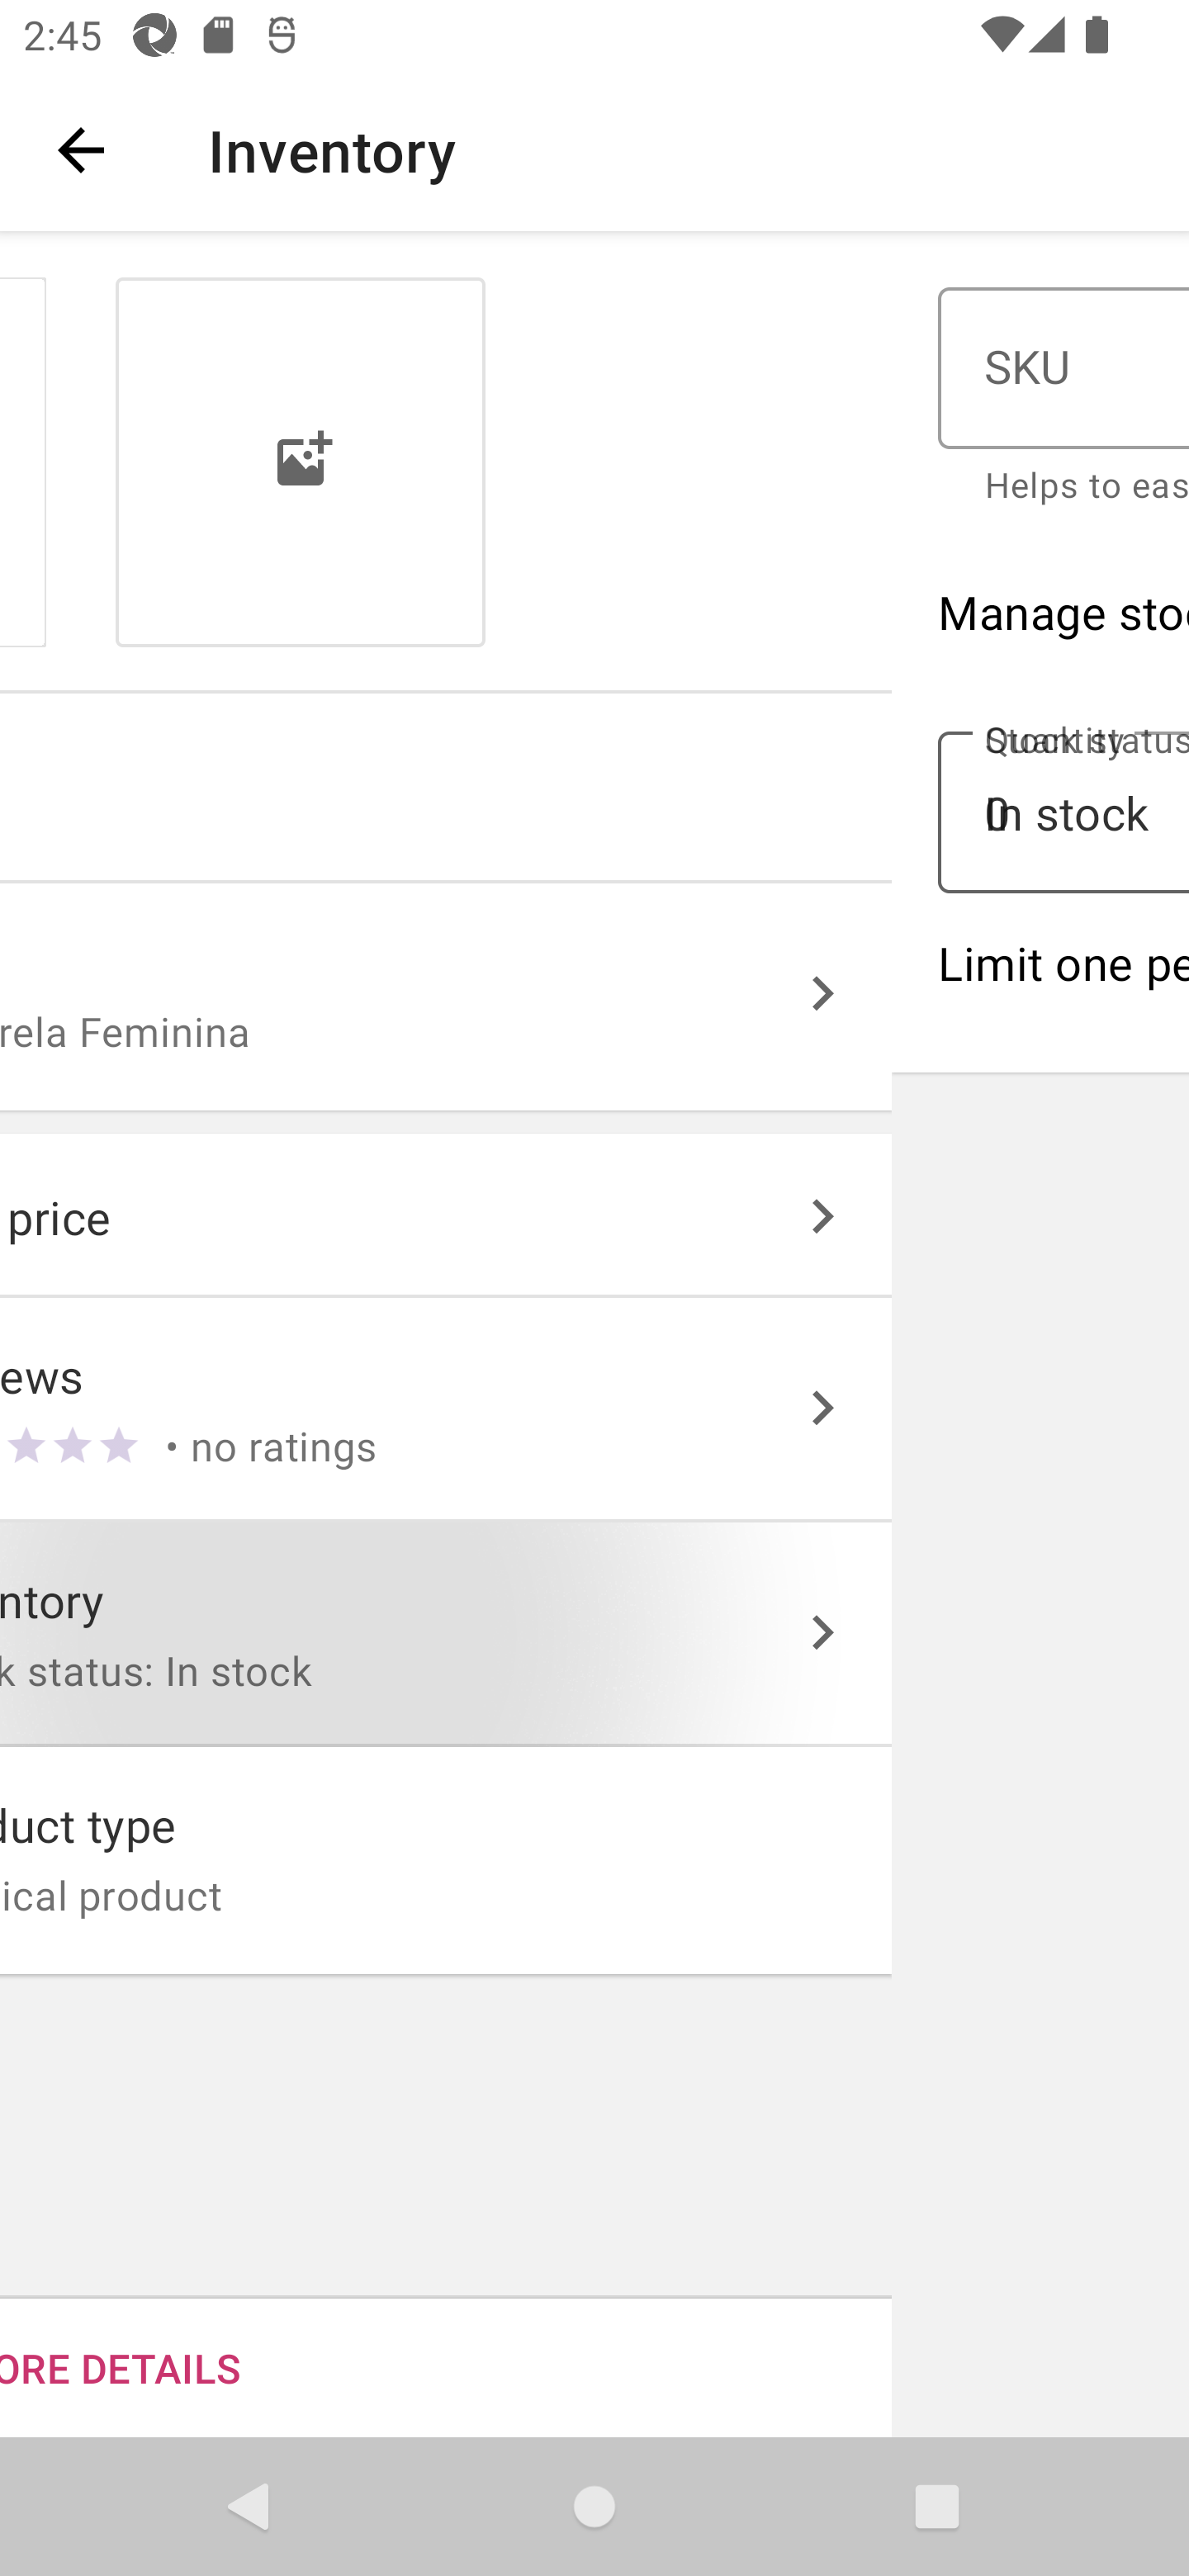 2:45
Inventory
SKU
Helps to eas
Manage sto
Stock status
Quantity
In stock
0
Limit one pe
rela Feminina
price
ews
• no ratings
ntory
k status: In stock
duct type
ical product
ORE DETAILS